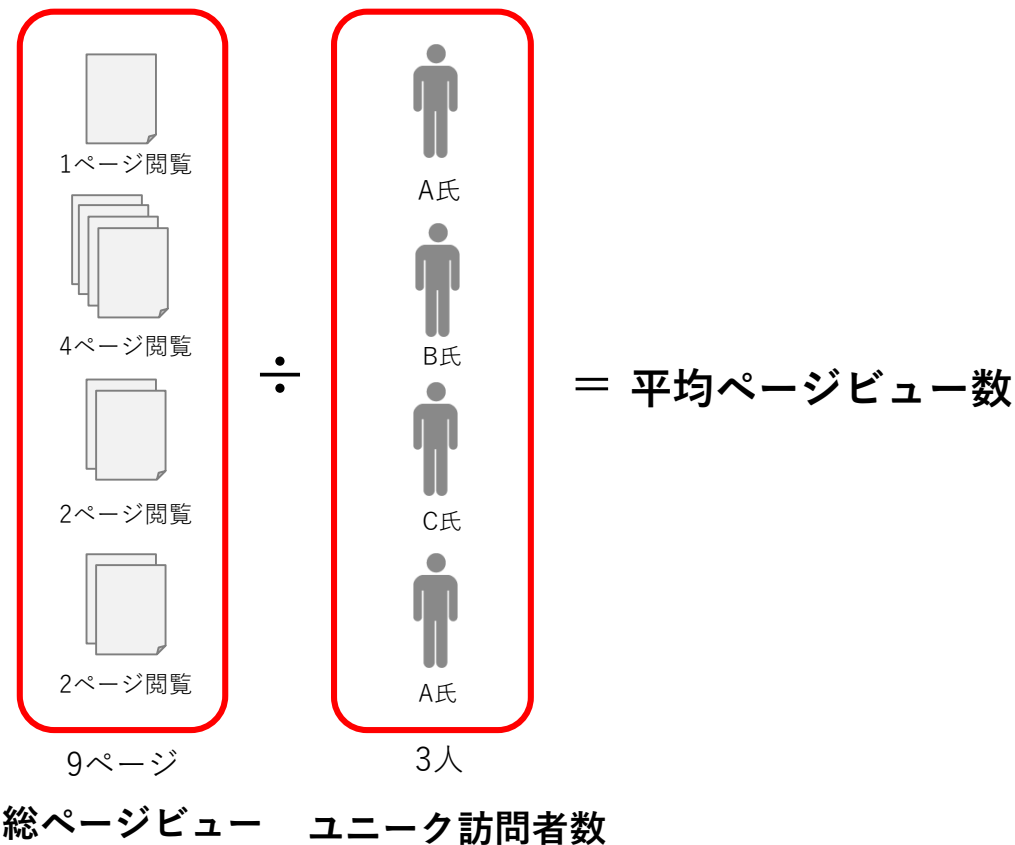 1ページ閲覧
4ページ閲覧
2ページ閲覧
2ページ閲覧
9ページ
総ページビュー
÷
A氏
B氏
C氏
A氏
3人
ユニーク訪問者数
＝ 平均ページビュー数